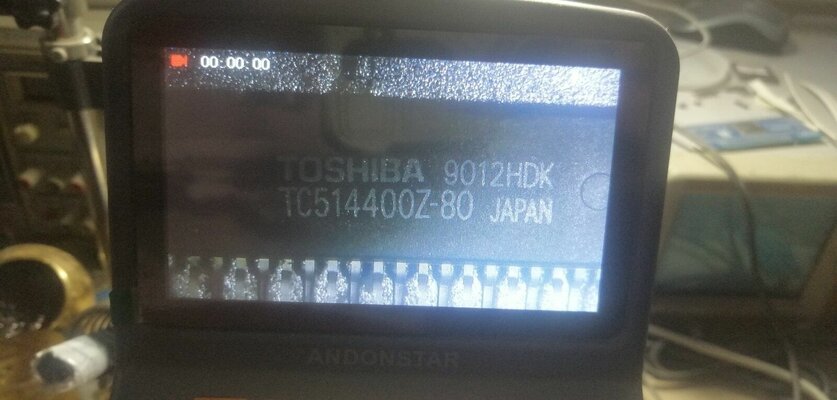 00:00:00
TOSHIBA 9012HDK
TC514400Z-80 JAPAN
ANDONSTAR